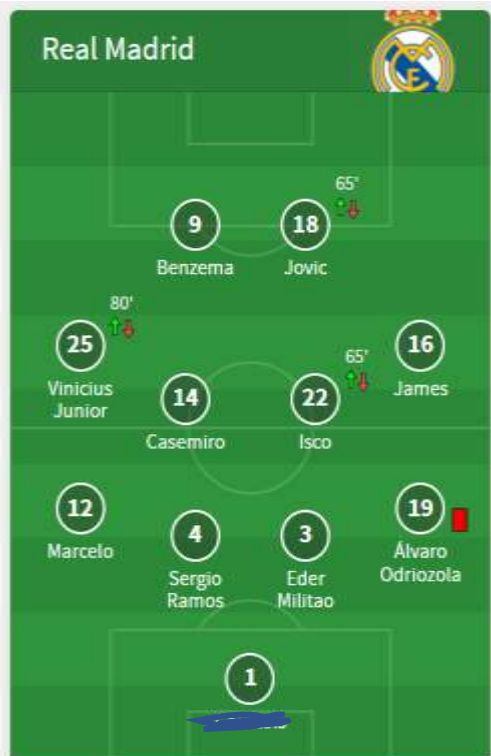 Real Madrid
65'
9
18
Benzema
Jovic
80'
25
65'
16
Vinicius
Junior
14
22
James
Casemiro
Isco
12
19
4
3
Marcelo
Álvaro
Odriozola
Sergio
Ramos
Eder
Militao
1